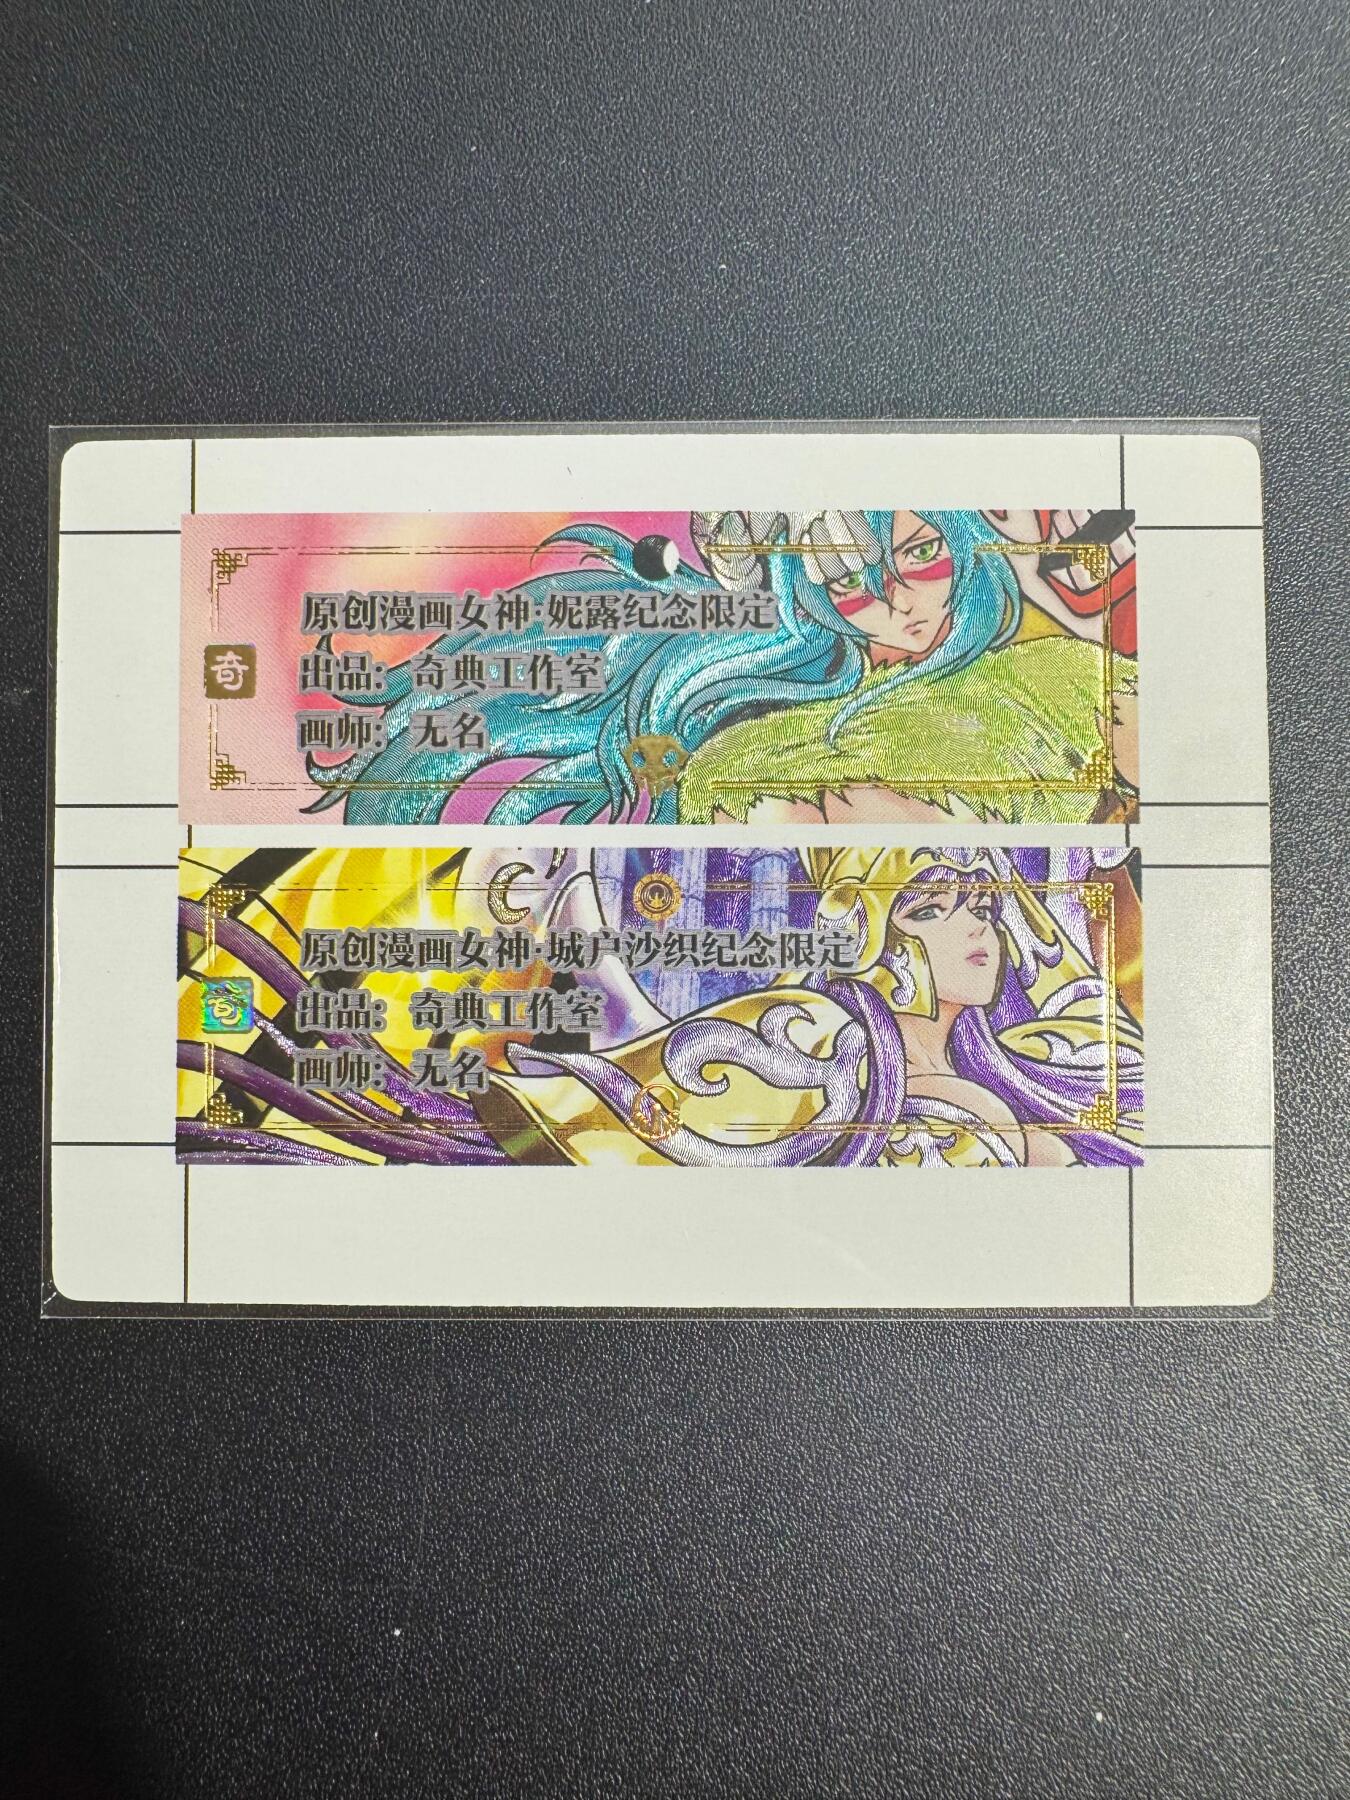 原创漫画女神·妮露纪念限定
出品：奇典工作室
奇
画师：无名
原创漫画女神·城户沙织纪念限定
出品：奇典工作室
奇
画师：无名